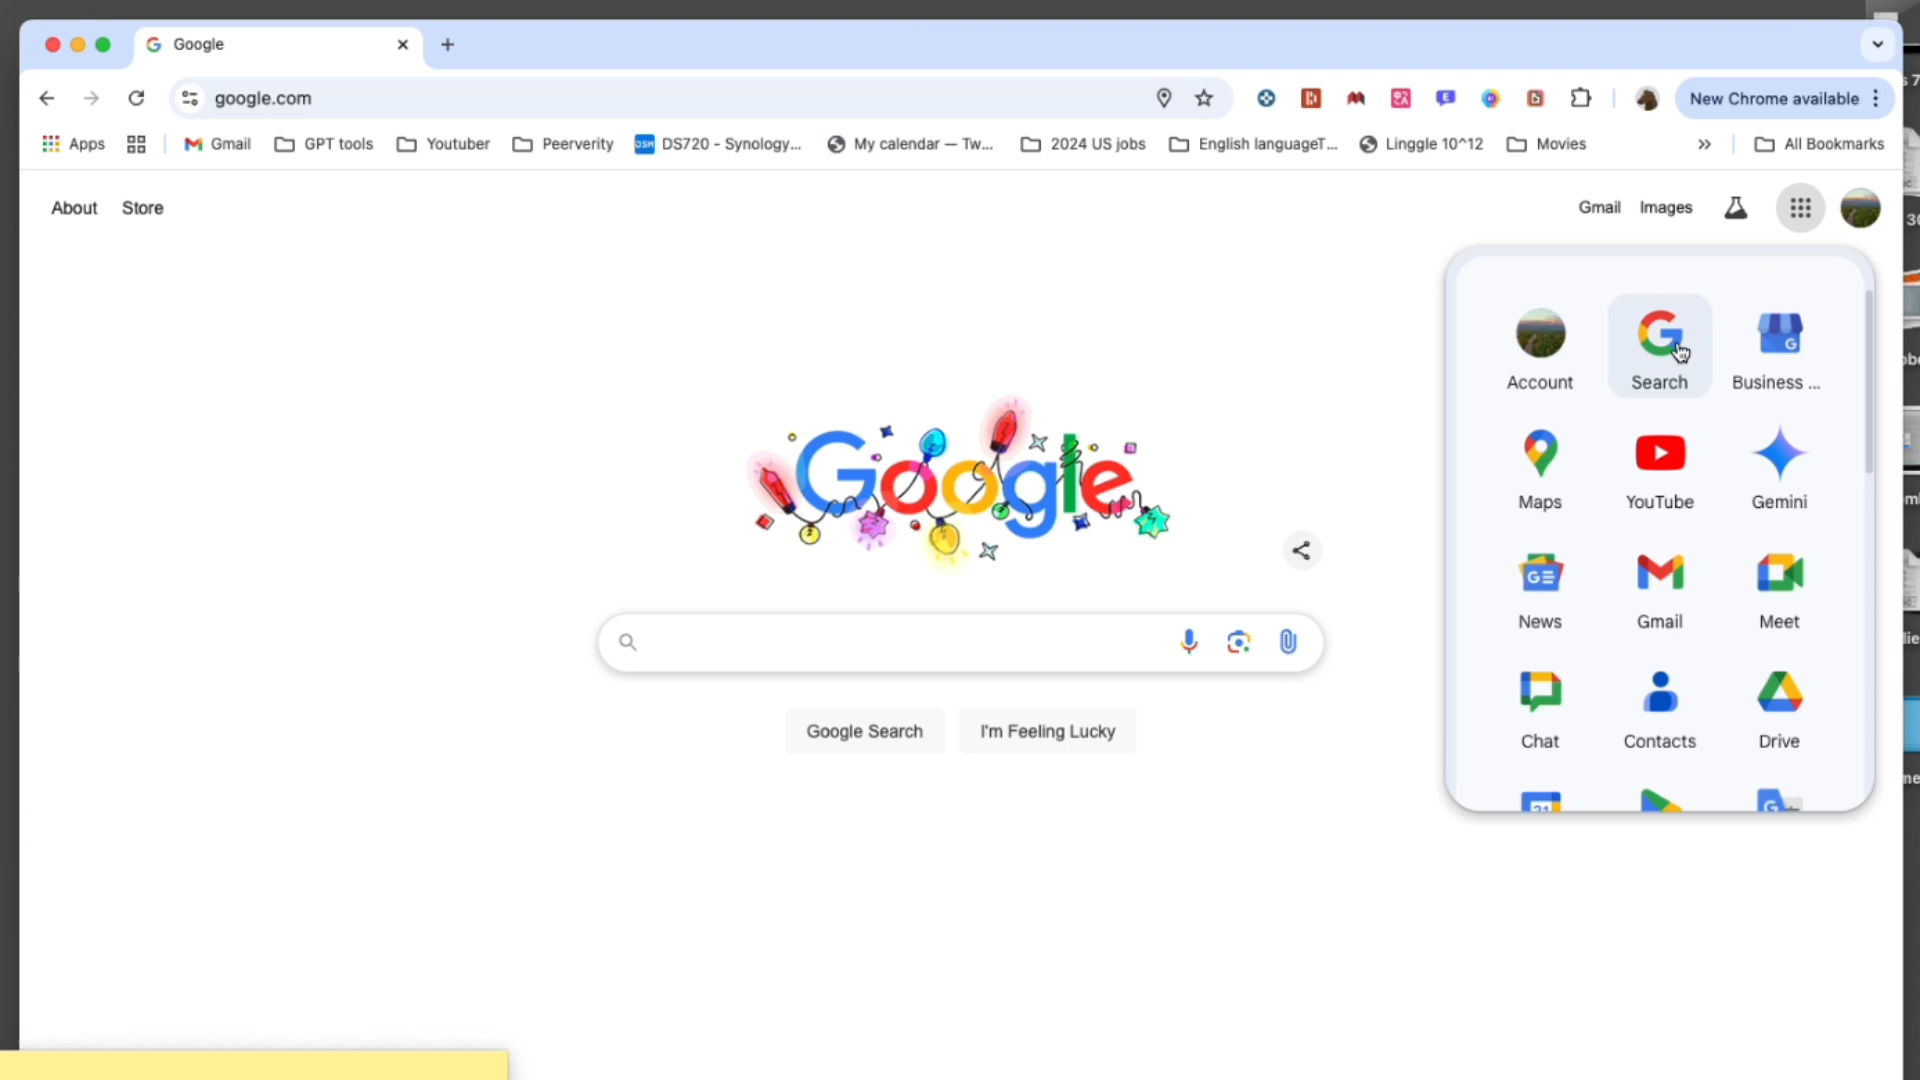 Google
google.com
New Chrome available
Apps
Gmail
GPT tools
Youtuber
Peerverity
DS720 - Synology...
My calendar — Tw...
2024 US jobs
English languageT...
Linggle 10^12
Movies
All Bookmarks
About
Store
Gmail
Images
Google
Google Search
I'm Feeling Lucky
Account
Search
Business ...
Maps
YouTube
Gemini
News
Gmail
Meet
Chat
Contacts
Drive